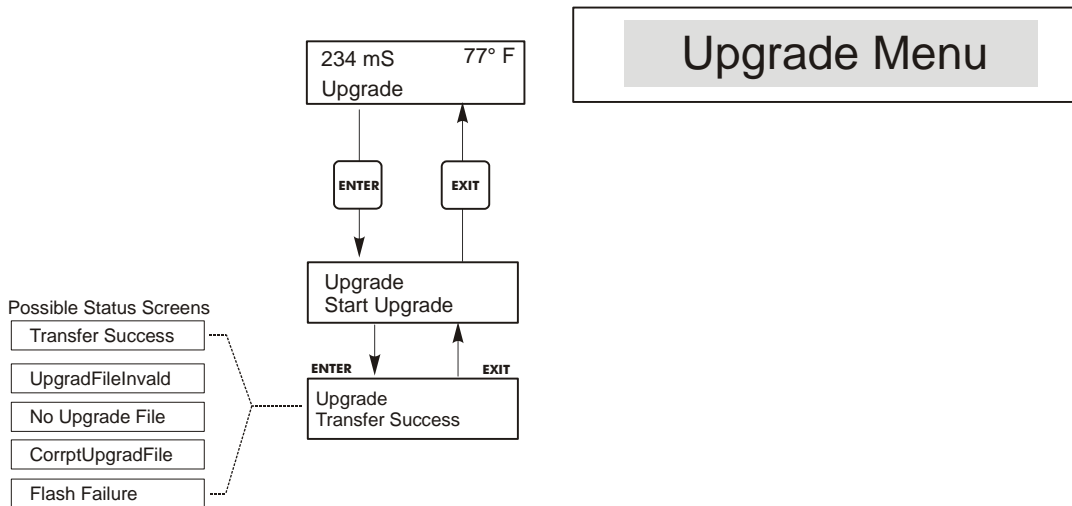 Upgrade Menu
234 mS 77° F
Upgrade
ENTER EXIT
Upgrade
Start Upgrade
ENTER EXIT
Upgrade
Transfer Success
Possible Status Screens
Transfer Success
UpgradFileInvald
No Upgrade File
CorrptUpgradFile
Flash Failure